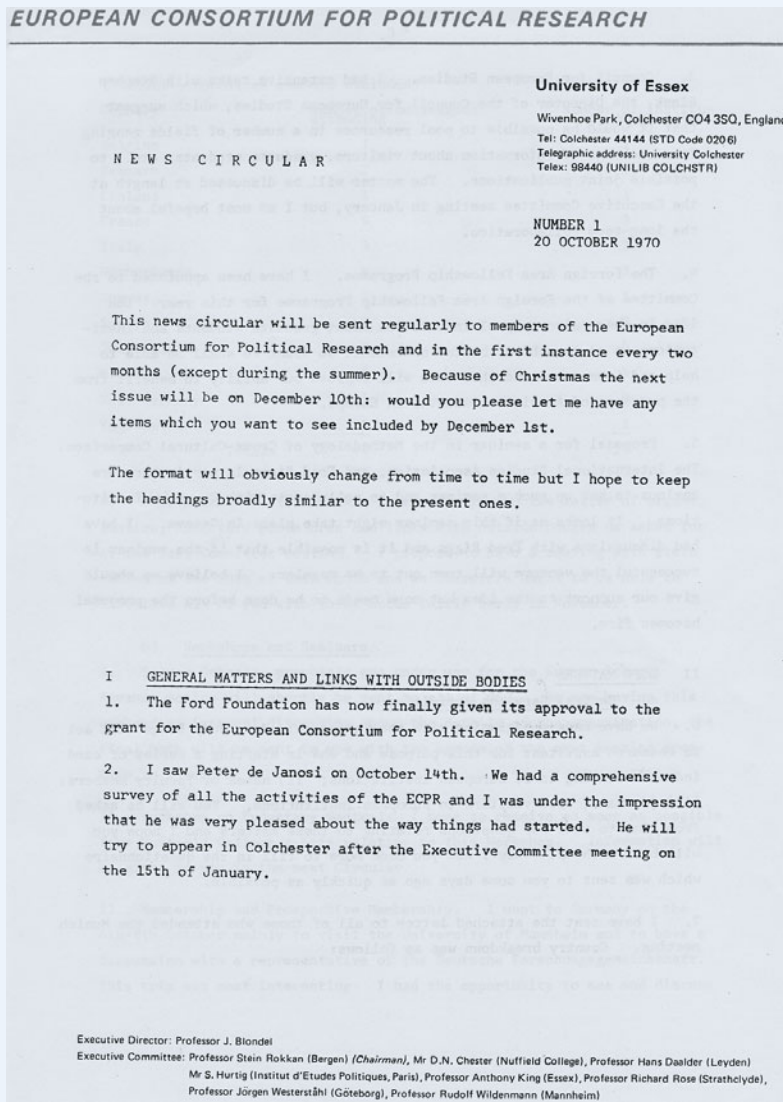 EUROPEAN CONSORTIUM FOR POLITICAL RESEARCH
University of Essex
Wivenhoe Park, Colchester CO4 3SQ, England
Tel: Colchester 44144 (STD Code 0206)
Telegraphic address: University Colchester
Telex: 98440 (UNILIB COLCHSTR)
NEWS CIRCULAR
NUMBER 1
20 OCTOBER 1970
This news circular will be sent regularly to members of the European
Consortium for Political Research and in the first instance every two
months (except during the summer). Because of Christmas the next
issue will be on December 10th: would you please let me have any
items which you want to see included by December 1st.
The format will obviously change from time to time but I hope to keep
the headings broadly similar to the present ones.
I GENERAL MATTERS AND LINKS WITH OUTSIDE BODIES
1. The Ford Foundation has now finally given its approval to the
grant for the European Consortium for Political Research.
2. I saw Peter de Janosi on October 14th. We had a comprehensive
survey of all the activities of the ECPR and I was under the impression
that he was very pleased about the way things had started. He will
try to appear in Colchester after the Executive Committee meeting on
the 15th of January.
Executive Director: Professor J. Blondel
Executive Committee: Professor Stein Rokkan (Bergen) (Chairman), Mr D.N. Chester (Nuffield College), Professor Hans Daalder (Leyden)
Mr S. Hurtig (Institut d'Etudes Politiques, Paris), Professor Anthony King (Essex), Professor Richard Rose (Strathclyde),
Professor Jörgen Westerståhl (Göteborg), Professor Rudolf Wildenmann (Mannheim)